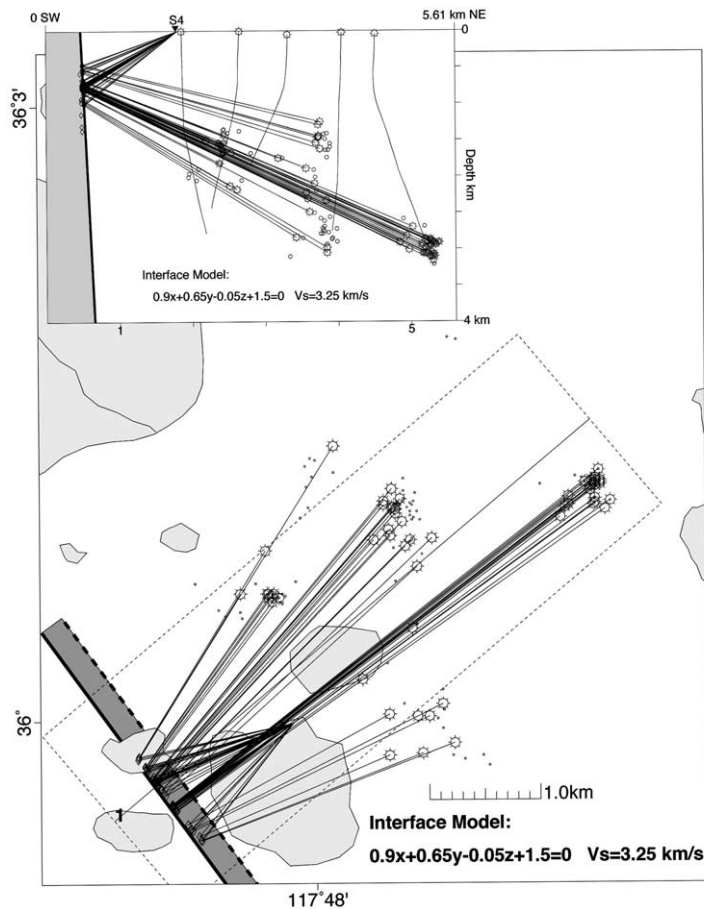 0 SW
S4
5.61 km NE
0
36°3'
Depth km
Interface Model:
0.9x+0.65y-0.05z+1.5=0 Vs=3.25 km/s
4 km
1
5
36°
1
1.0km
Interface Model:
0.9x+0.65y-0.05z+1.5=0 Vs=3.25 km/s
117°48'